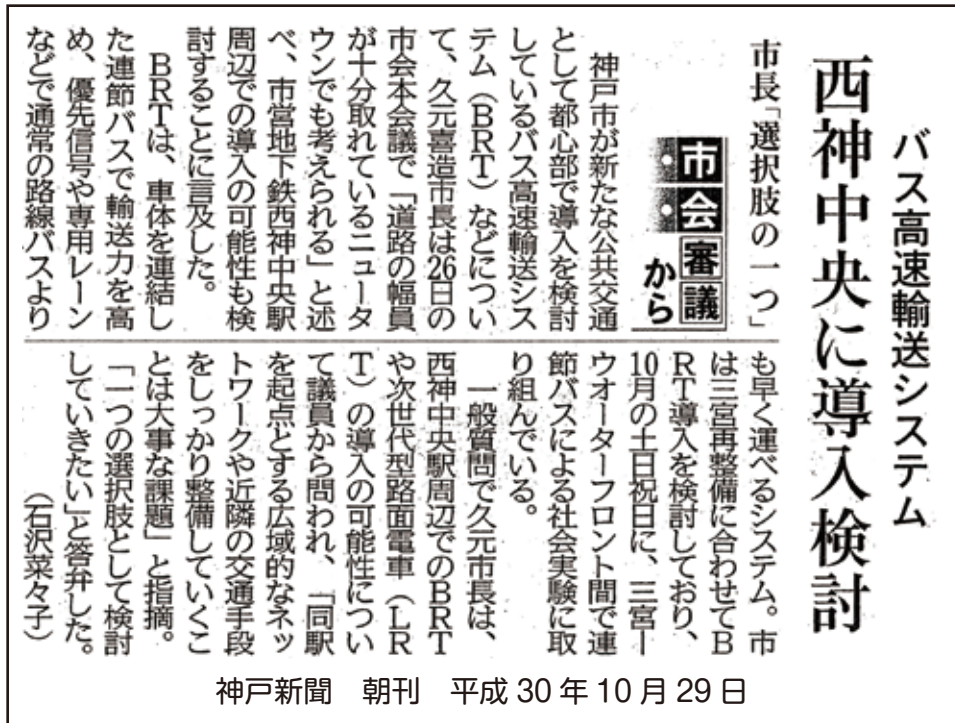 バス高速輸送システム
西神中央に導入検討
市長「選択肢の一つ」
市会審議
から
神戸市が新たな公共交通
として都心部で導入を検討
しているバス高速輸送シス
テム（ＢＲＴ）などについ
て、久元喜造市長は26日の
市会本会議で「道路の幅員
が十分取れているニュータ
ウンでも考えられる」と述
べ、市営地下鉄西神中央駅
周辺での導入の可能性も検
討することに言及した。
ＢＲＴは、車体を連結し
た連節バスで輸送力を高
め、優先信号や専用レーン
などで通常の路線バスより
も早く運べるシステム。市
は三宮再整備に合わせてＢ
ＲＴ導入を検討しており、
10月の土日祝日に、三宮ー
ウオーターフロント間で連
節バスによる社会実験に取
り組んでいる。
一般質問で久元市長は、
西神中央駅周辺でのＢＲＴ
や次世代型路面電車（ＬＲ
Ｔ）の導入の可能性につい
て議員から問われ、「同駅
を起点とする広域的なネッ
トワークや近隣の交通手段
をしっかり整備していくこ
とは大事な課題」と指摘。
「一つの選択肢として検討
していきたい」と答弁した。
（石沢菜々子）
神戸新聞　朝刊　平成 30 年 10 月 29 日